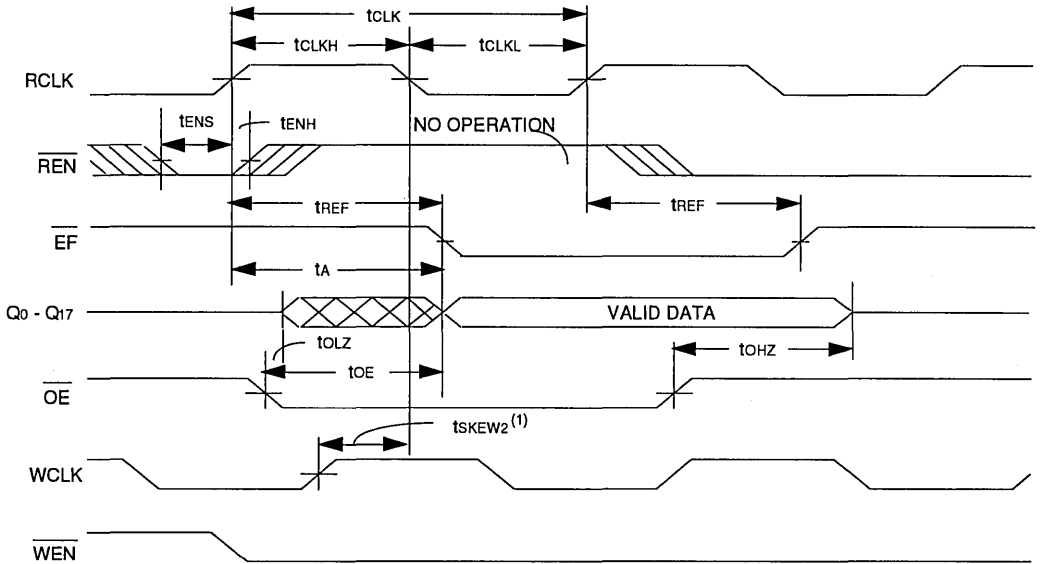 tCLK
tCLKH
tCLKL
RCLK
tENS
tENH
NO OPERATION
REN
tREF
tREF
EF
tA
Q0 - Q17
VALID DATA
tOLZ
tOHZ
tOE
OE
tSKEW2(1)
WCLK
WEN